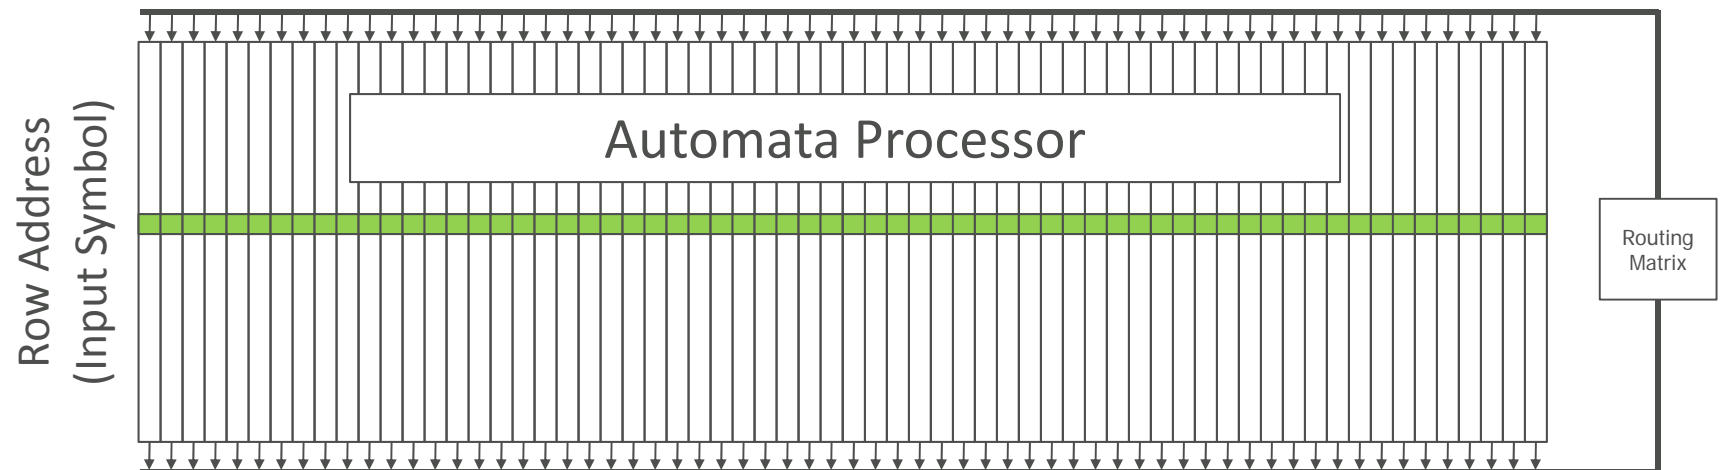 Row Address
(Input Symbol)
Automata Processor
Routing
Matrix